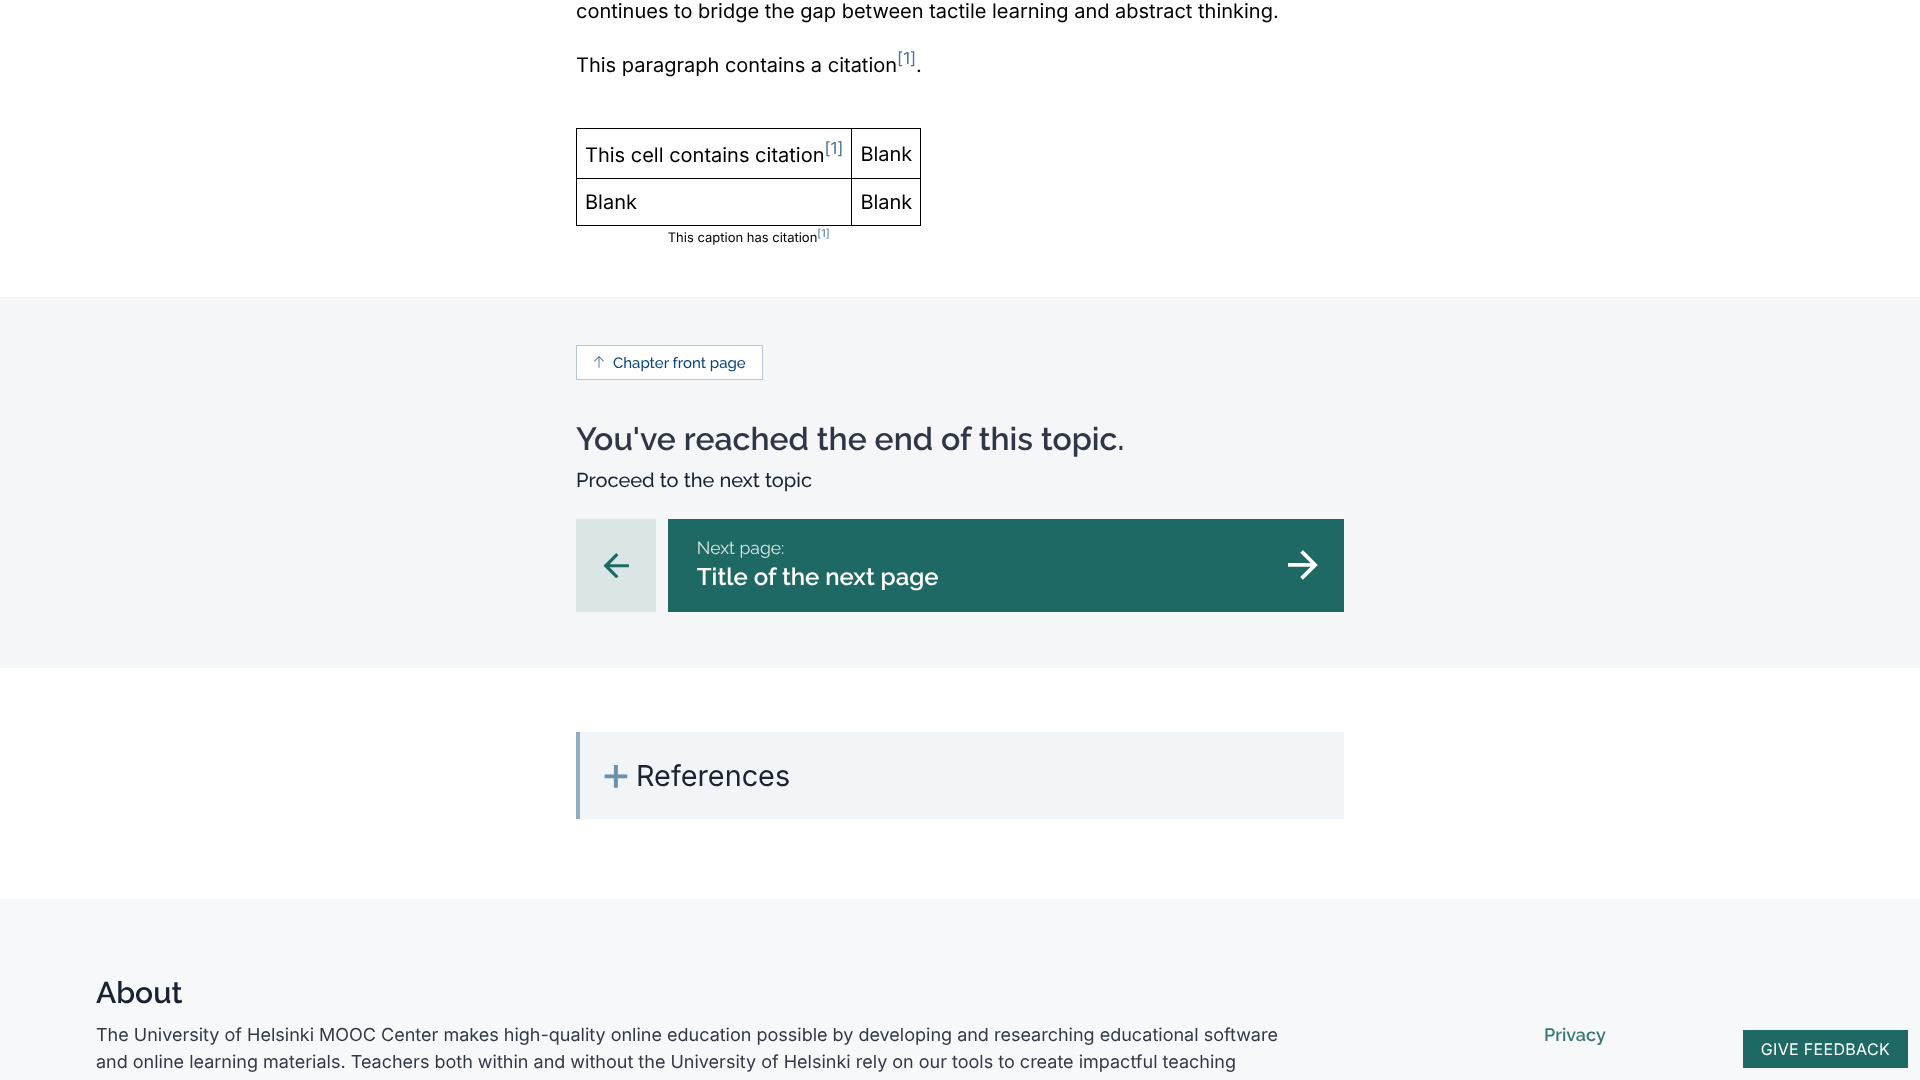 continues to bridge the gap between tactile learning and abstract thinking.
This paragraph contains a citation[1].
This cell contains citation[1] Blank
Blank Blank
This caption has citation[1]
Chapter front page
You've reached the end of this topic.
Proceed to the next topic
Next page:
Title of the next page
References
About
The University of Helsinki MOOC Center makes high-quality online education possible by developing and researching educational software
and online learning materials. Teachers both within and without the University of Helsinki rely on our tools to create impactful teaching
Privacy
GIVE FEEDBACK